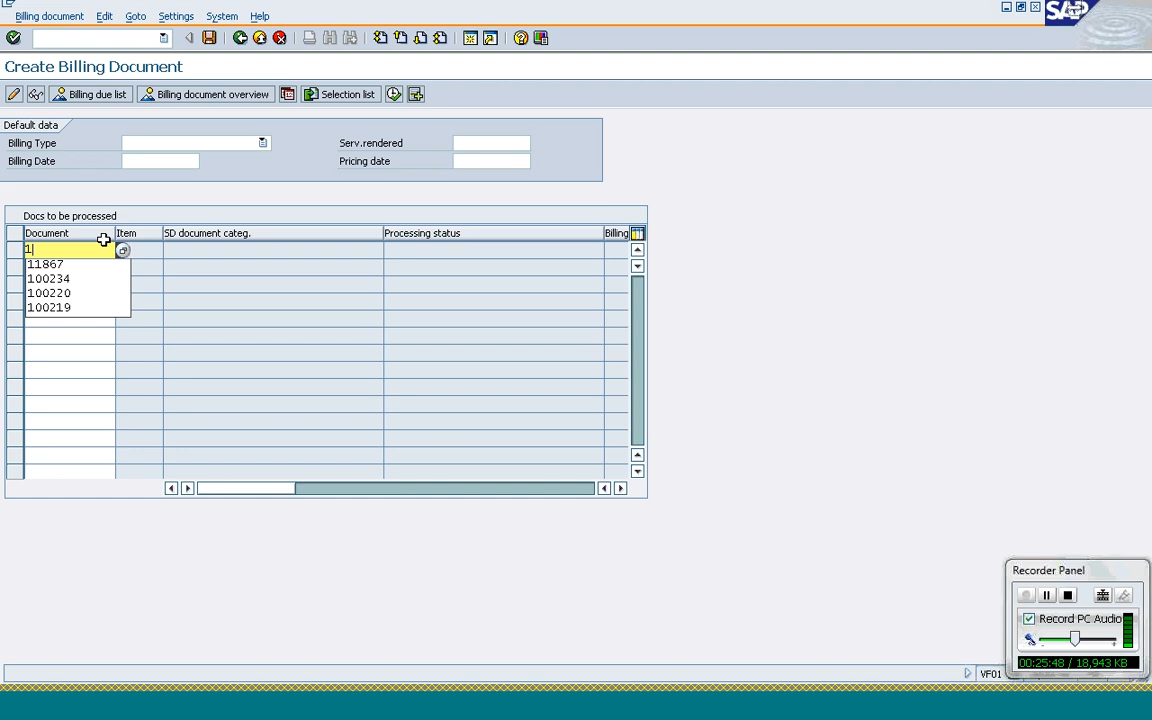 Billing document Edit Goto Settings System Help
SAP
Create Billing Document
Billing due list Billing document overview Selection list
Default data
Billing Type Serv.rendered
Billing Date Pricing date
Docs to be processed
Document Item SD document categ. Processing status Billing
1
11867
100234
100220
100219
Recorder Panel
Record PC Audio
00:25:48 / 18,943 KB
VF01